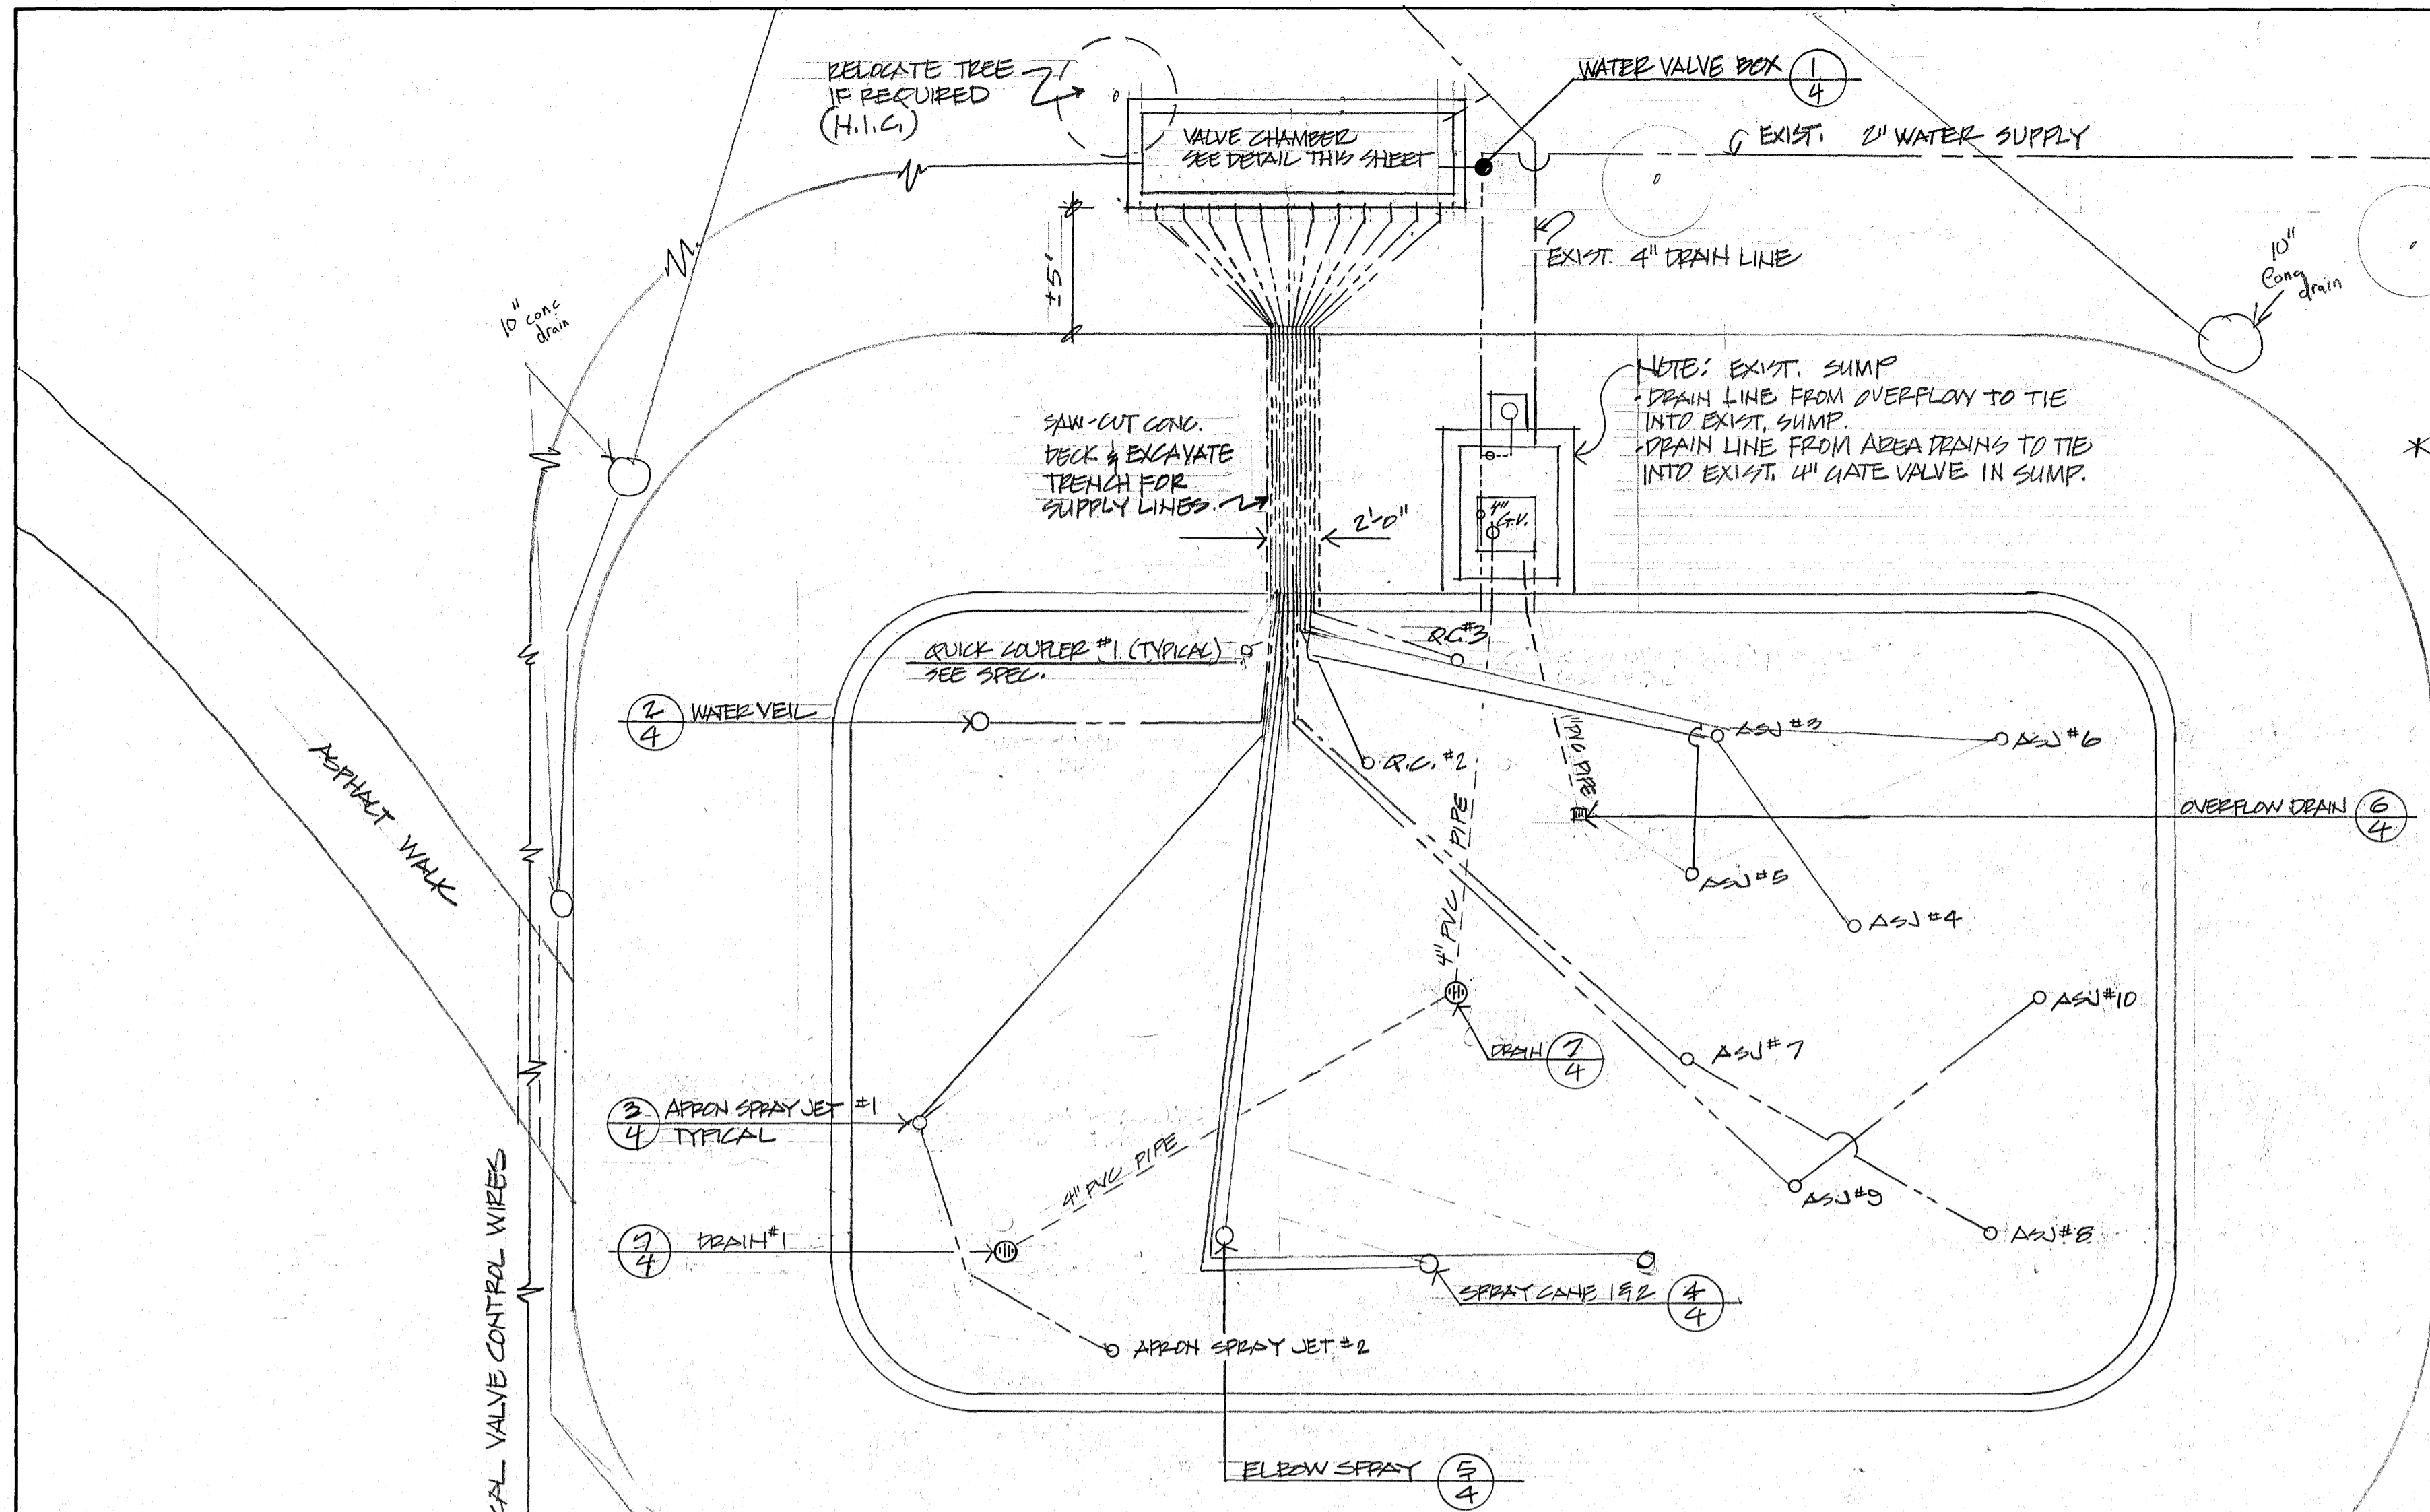 RELOCATE TREE
IF REQUIRED
(H.I.C.)
WATER VALVE BOX 1
4
VALVE CHAMBER
SEE DETAIL THIS SHEET
EXIST. 2" WATER SUPPLY
±5'
EXIST. 4" DRAIN LINE
10"
Conc
drain
10" conc
drain
NOTE: EXIST. SUMP
• DRAIN LINE FROM OVERFLOW TO TIE
INTO EXIST. SUMP.
• DRAIN LINE FROM AREA DRAINS TO TIE
INTO EXIST. 4" GATE VALVE IN SUMP.
*
SAW-CUT CONC.
DECK & EXCAVATE
TRENCH FOR
SUPPLY LINES
2'-0"
4"
G.V.
QUICK COUPLER #1 (TYPICAL)
SEE SPEC.
Q.C.#3
2
4
WATER VEIL
Q.C. #2
ASJ #3
ASJ #6
PVC PIPE
4" PVC PIPE
OVERFLOW DRAIN 6
4
ASJ #5
ASJ #4
ASPHALT WALK
ASJ #10
DRAIN 7
4
ASJ #7
3
4
APRON SPRAY JET #1
TYPICAL
4" PVC PIPE
ASJ #9
ASJ #8
7
4
DRAIN #1
SPRAY CANE 1&2 4
4
APRON SPRAY JET #2
VALVE CONTROL WIRES
ELBOW SPRAY 5
4